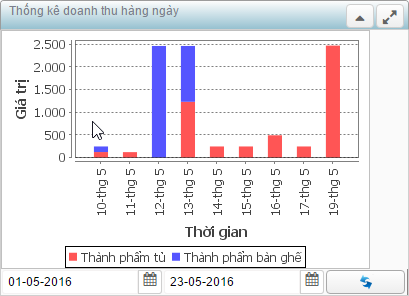 Thống kê doanh thu hàng ngày
Giá trị
2.500
2.000
1.500
1.000
500
0
10-thg 5
11-thg 5
12-thg 5
13-thg 5
14-thg 5
15-thg 5
16-thg 5
17-thg 5
19-thg 5
Thời gian
Thành phẩm tủ Thành phẩm bàn ghế
01-05-2016 23-05-2016